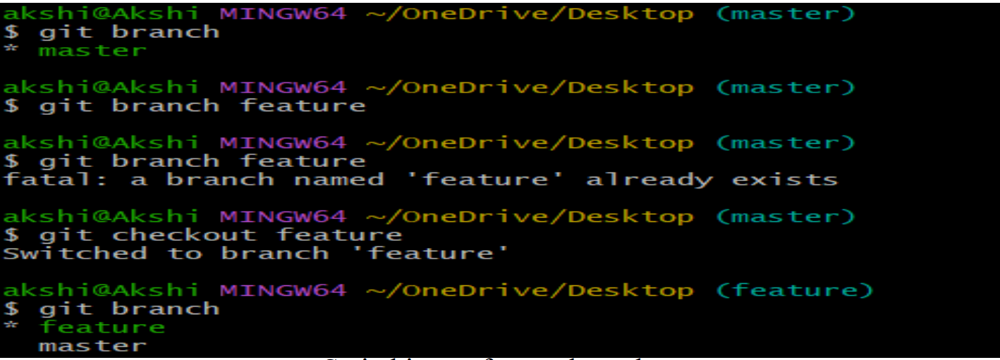 akshi@Akshi MINGW64 ~/OneDrive/Desktop (master)
$ git branch
* master
akshi@Akshi MINGW64 ~/OneDrive/Desktop (master)
$ git branch feature
akshi@Akshi MINGW64 ~/OneDrive/Desktop (master)
$ git branch feature
fatal: a branch named 'feature' already exists
akshi@Akshi MINGW64 ~/OneDrive/Desktop (master)
$ git checkout feature
Switched to branch 'feature'
akshi@Akshi MINGW64 ~/OneDrive/Desktop (feature)
$ git branch
* feature
  master